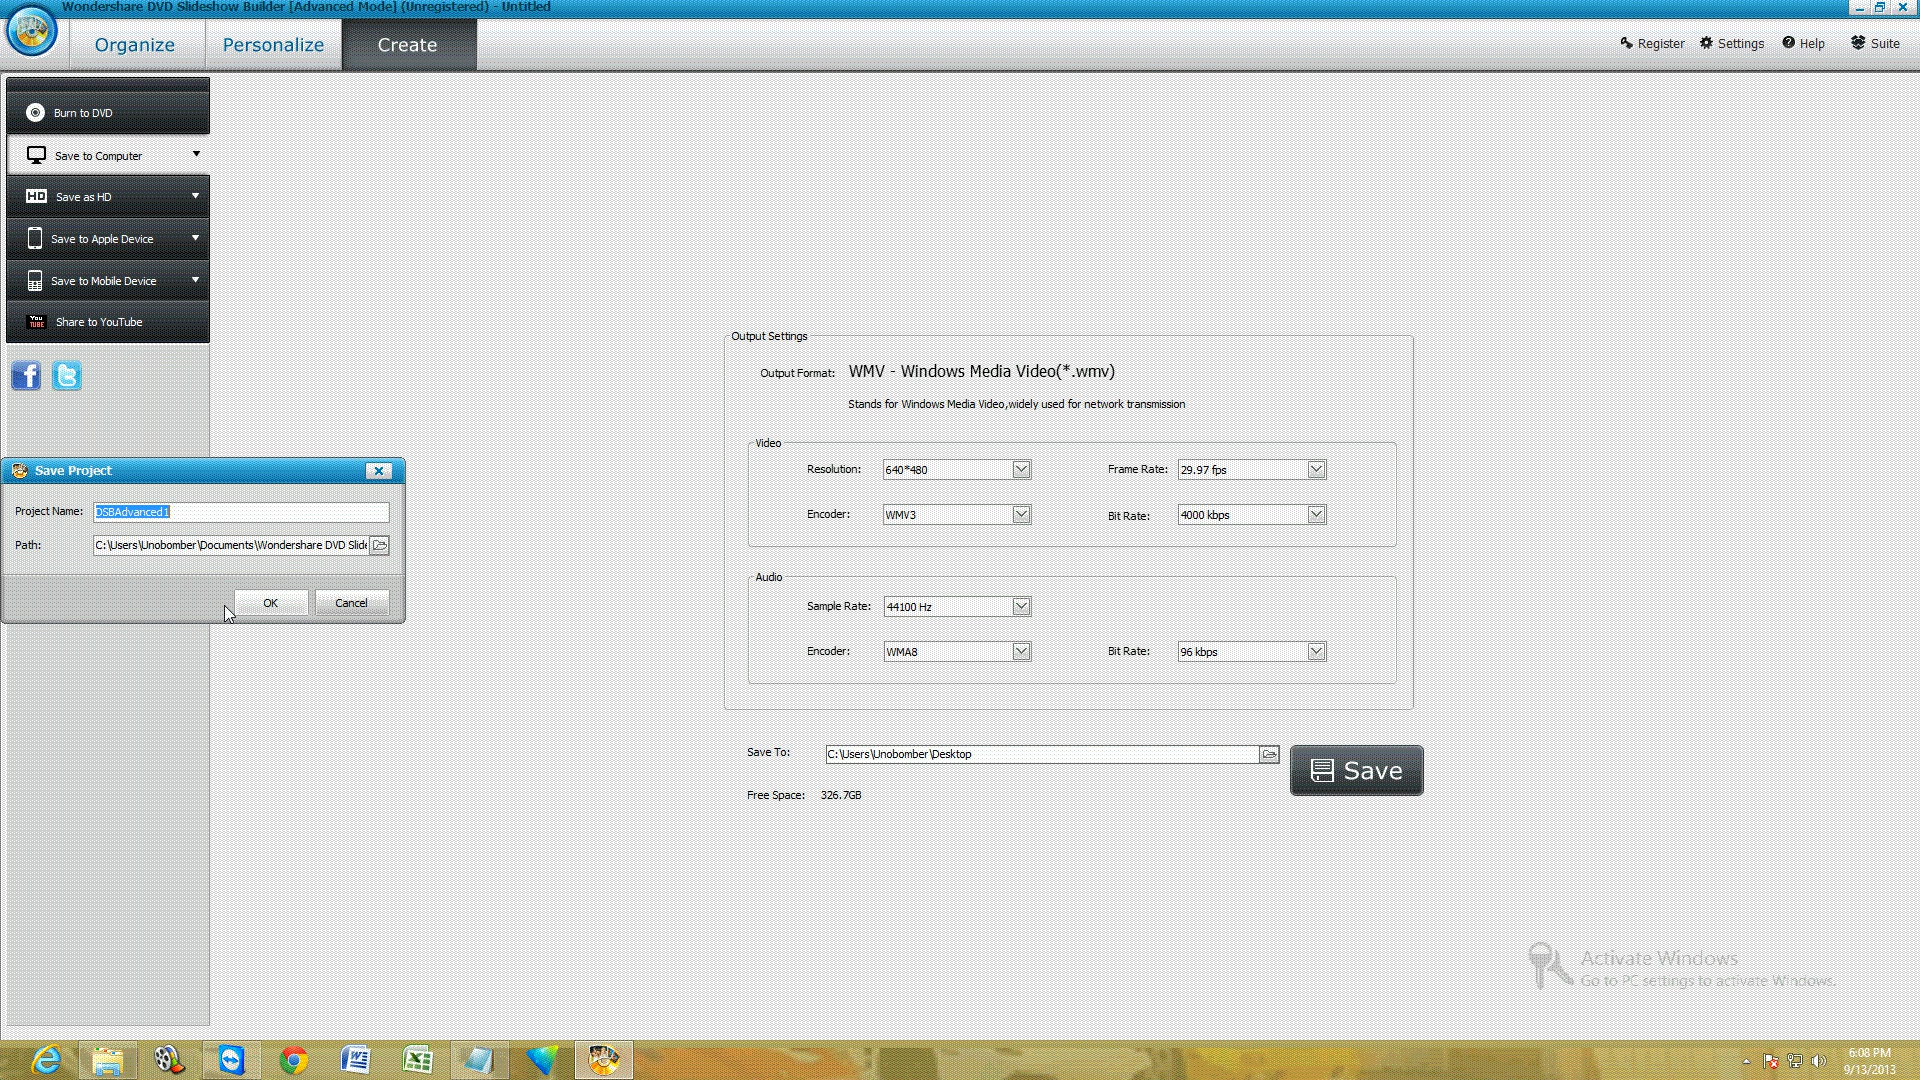 Wondershare DVD Slideshow Builder [Advanced Mode] (Unregistered) - Untitled
Organize
Personalize
Create
Register
Settings
Help
Suite
Burn to DVD
Save to Computer
HD Save as HD
Save to Apple Device
Save to Mobile Device
You Tube Share to YouTube
Output Settings
Output Format: WMV - Windows Media Video(*.wmv)
Stands for Windows Media Video,widely used for network transmission
Video
Resolution: 640*480 Frame Rate: 29.97 fps
Encoder: WMV3 Bit Rate: 4000 kbps
Save Project
Project Name: DSBAdvanced1
Path: C:\Users\Unobomber\Documents\Wondershare DVD Slide
OK Cancel
Audio
Sample Rate: 44100 Hz
Encoder: WMA8 Bit Rate: 96 kbps
Save To: C:\Users\Unobomber\Desktop
Save
Free Space: 326.7GB
Activate Windows
Go to PC settings to activate Windows.
6:08 PM
9/13/2013